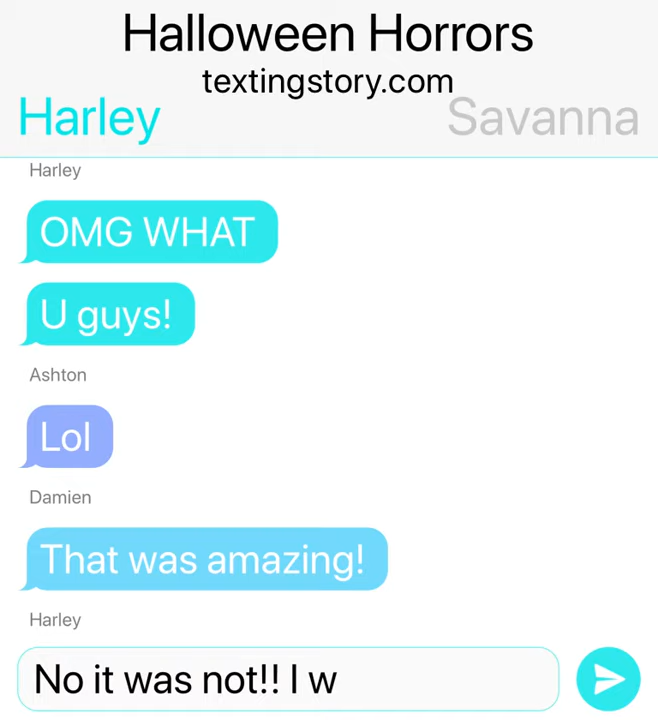 Halloween Horrors
textingstory.com
Harley Savanna
Harley
OMG WHAT
U guys!
Ashton
Lol
Damien
That was amazing!
Harley
No it was not!! I w